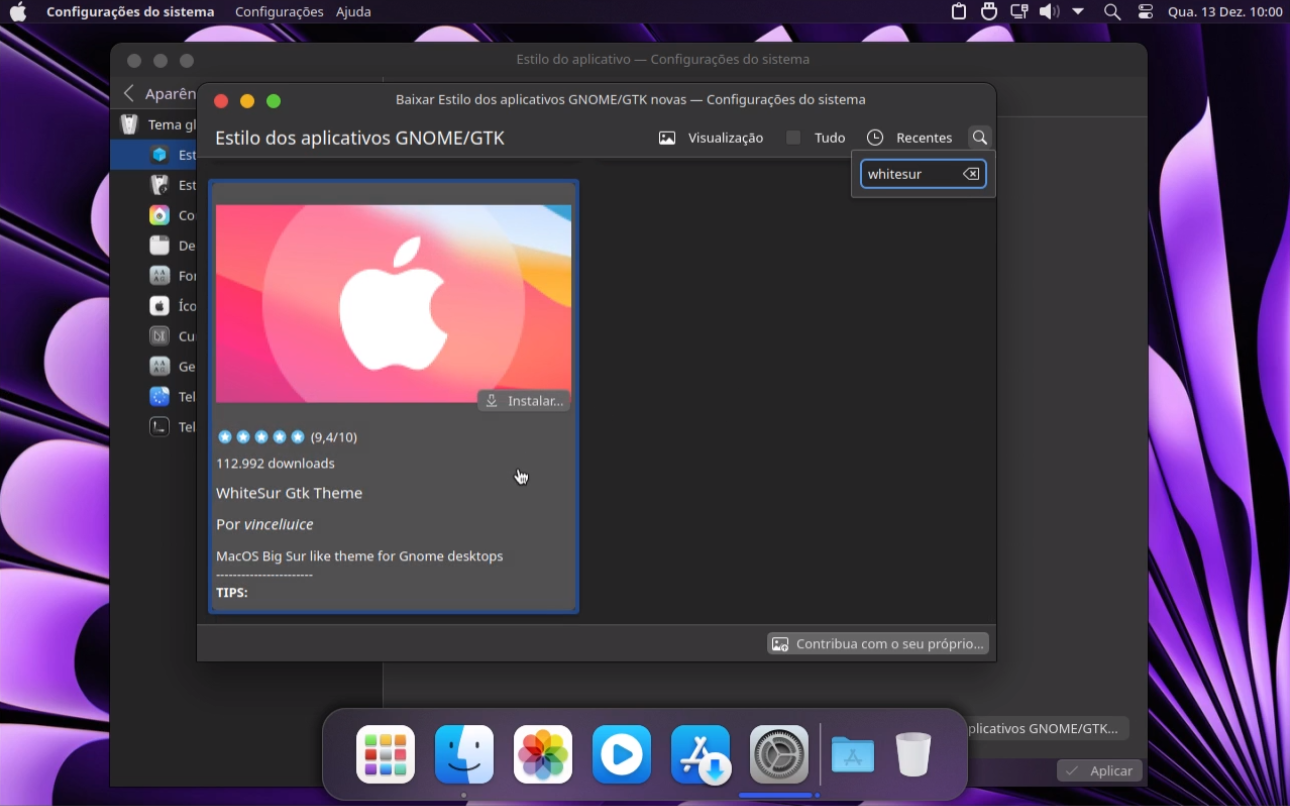 Configurações do sistema Configurações Ajuda Qua. 13 Dez. 10:00
Estilo do aplicativo — Configurações do sistema
Aparên
Baixar Estilo dos aplicativos GNOME/GTK novas — Configurações do sistema
Tema gl
Estilo dos aplicativos GNOME/GTK Visualização Tudo Recentes
Est
whitesur
Est
Co
De
For
Íco
Cu
Ge
Tel
Tel
Instalar...
(9,4/10)
112.992 downloads
WhiteSur Gtk Theme
Por vinceliuice
MacOS Big Sur like theme for Gnome desktops
-----------------------
TIPS:
Contribua com o seu próprio...
plicativos GNOME/GTK...
Aplicar